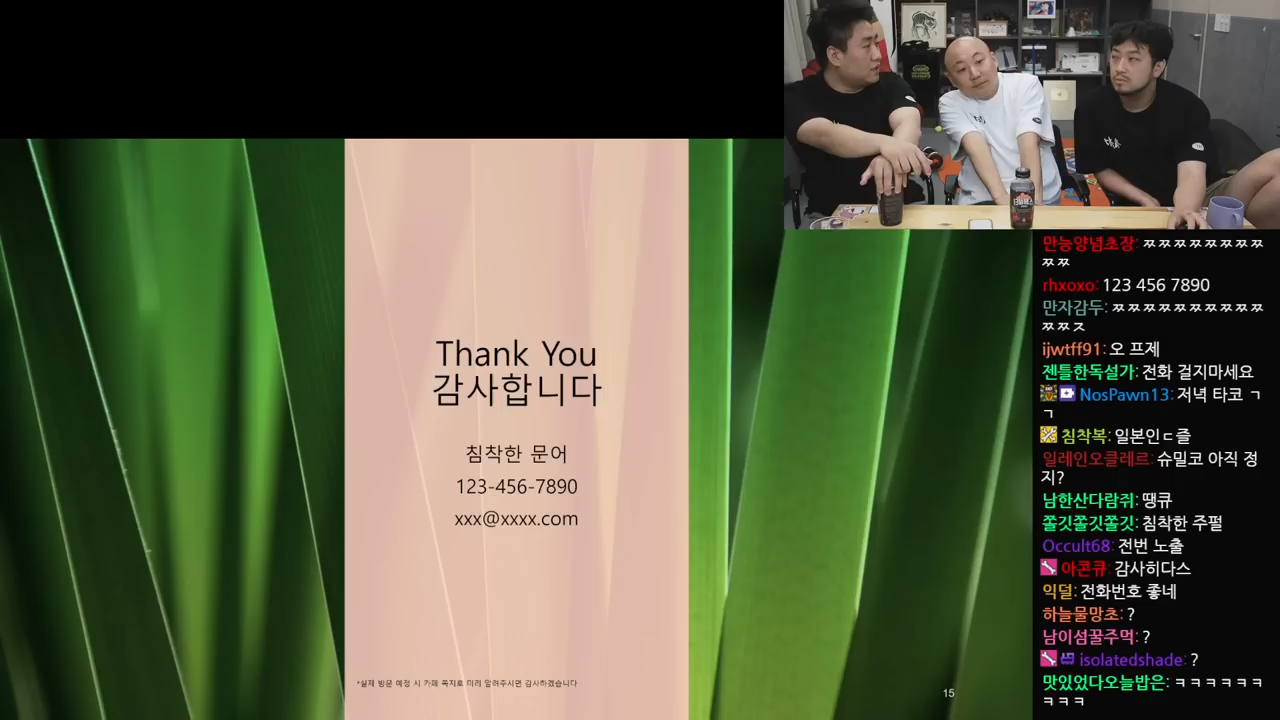 Thank You
감사합니다
침착한 문어
123-456-7890
xxx@xxxx.com
*실제 방문 예정 시 카페 쪽지로 미리 알려주시면 감사하겠습니다
15
만능양념초장: ㅉㅉㅉㅉㅉㅉㅉㅉㅉ
ㅉㅉ
rhxoxo: 123 456 7890
만자감두: ㅉㅉㅉㅉㅉㅉㅉㅉㅉㅉㅉ
ㅉㅉㅈ
ijwtff91: 오 프제
젠틀한독설가: 전화 걸지마세요
NosPawn13: 저녁 타코 ㄱ
ㄱ
침착복: 일본인ㄷ즐
일레인오클레르: 슈밀코 아직 정
지?
남한산다람쥐: 땡큐
쫄깃쫄깃쫄깃: 침착한 주펄
Occult68: 전번 노출
아콘큐: 감사히다스
익덜: 전화번호 좋네
하늘물망초: ?
남이섬꿀주먹: ?
isolatedshade: ?
맛있었다오늘밥은: ㅋㅋㅋㅋㅋㅋ
ㅋㅋㅋ